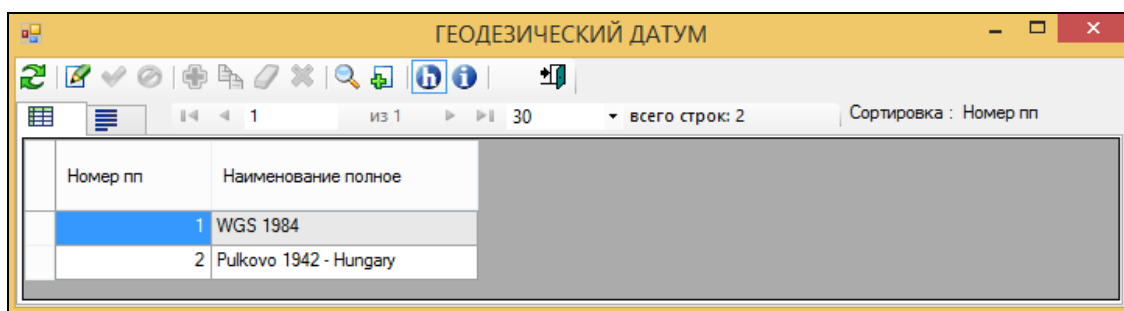 ГЕОДЕЗИЧЕСКИЙ ДАТУМ
1 из 1 30 всего строк: 2 Сортировка : Номер пп
Номер пп Наименование полное
1 WGS 1984
2 Pulkovo 1942 - Hungary